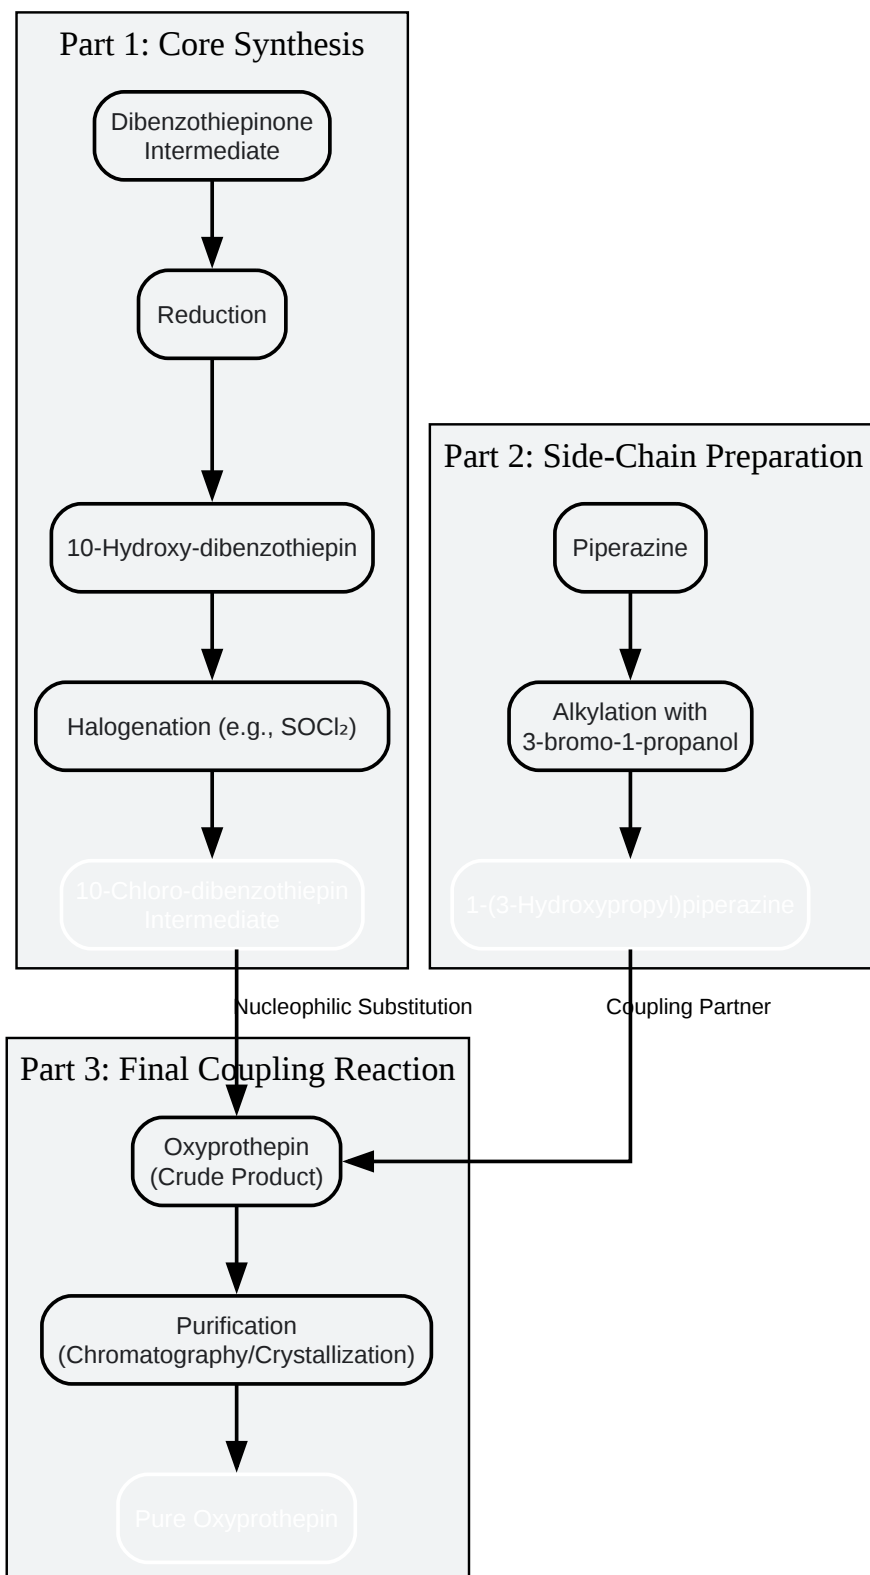 Part 1: Core Synthesis
Dibenzothiepinone
Intermediate
Reduction
10-Hydroxy-dibenzothiepin
Halogenation (e.g., SOCl₂)
10-Chloro-dibenzothiepin
Intermediate
Part 2: Side-Chain Preparation
Piperazine
Alkylation with
3-bromo-1-propanol
1-(3-Hydroxypropyl)piperazine
Nucleophilic Substitution
Coupling Partner
Part 3: Final Coupling Reaction
Oxyprothepin
(Crude Product)
Purification
(Chromatography/Crystallization)
Pure Oxyprothepin